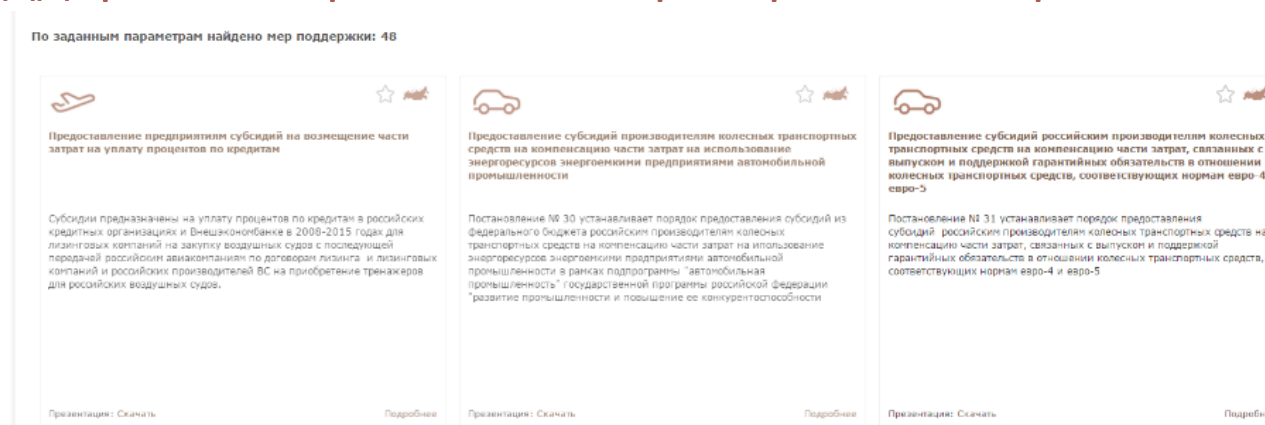 По заданным параметрам найдено мер поддержки: 48
Предоставление предприятиям субсидий на возмещение части
затрат на уплату процентов по кредитам
Субсидии предназначены на уплату процентов по кредитам в российских
кредитных организациях и Внешэкономбанке в 2008-2015 годах для
лизинговых компаний на закупку воздушных судов с последующей
передачей российским авиакомпаниям по договорам лизинга и лизинговых
компаний и российских производителей ВС на приобретение тренажеров
для российских воздушных судов.
Презентация: Скачать
Подробнее
Предоставление субсидий производителям колесных транспортных
средств на компенсацию части затрат на использование
энергоресурсов энергоемкими предприятиями автомобильной
промышленности
Постановление № 30 устанавливает порядок предоставления субсидий из
федерального бюджета российским производителям колесных
транспортных средств на компенсацию части затрат на ипользование
энергоресурсов энергоемкими предприятиями автомобильной
промышленности в рамках подпрограммы "автомобильная
промышленность" государственной программы российской федерации
"развитие промышленности и повышение ее конкурентоспособности
Презентация: Скачать
Подробнее
Предоставление субсидий российским производителям колесных
транспортных средств на компенсацию части затрат, связанных с
выпуском и поддержкой гарантийных обязательств в отношении
колесных транспортных средств, соответствующих нормам евро-4
евро-5
Постановление № 31 устанавливает порядок предоставления
субсидий российским производителям колесных транспортных средств на
компенсацию части затрат, связанных с выпуском и поддержкой
гарантийных обязательств в отношении колесных транспортных средств,
соответствующих нормам евро-4 и евро-5
Презентация: Скачать